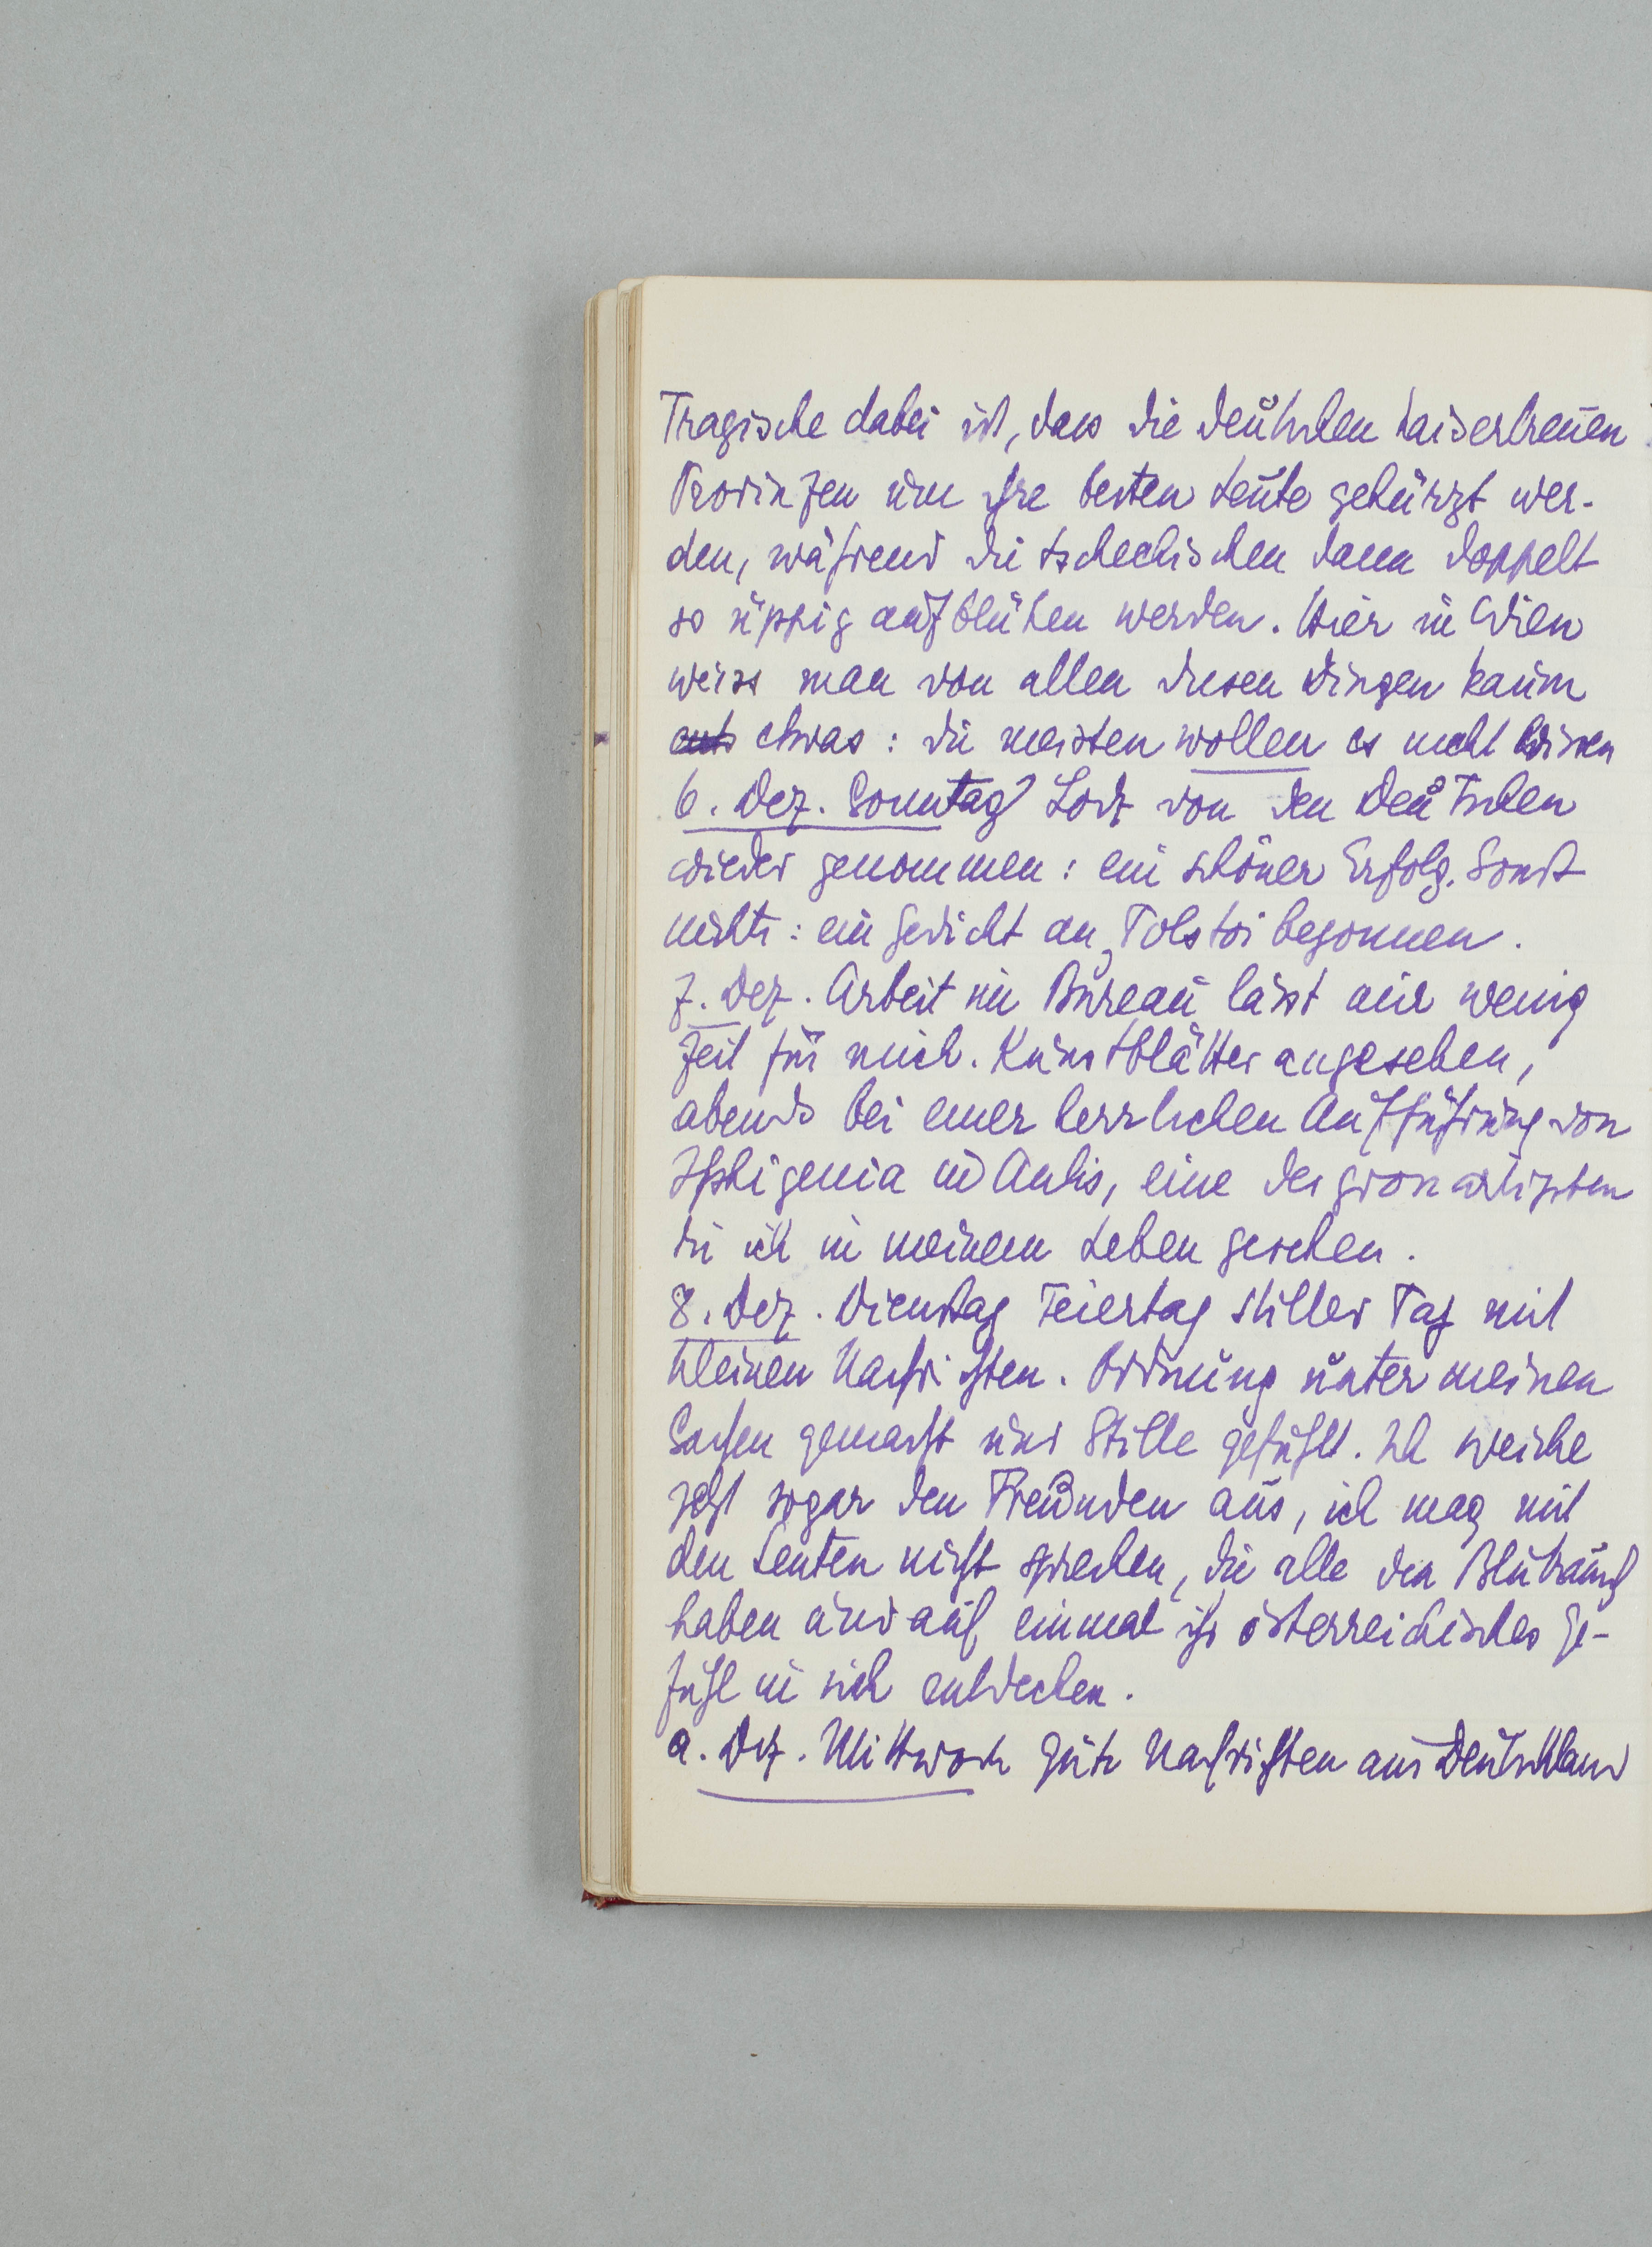 Tragische dabei ist, dass die deutschen kaisertreuen
Provinzen um ihre besten Leute gekürzt wer-
den, während die tschechischen dann doppelt
so üppig aufblühen werden. Hier in Wien
weiss man von allen diesen Dingen kaum
etwas: die meisten wollen es nicht wissen
6. Dez. Sonntag Lodz von den Deutschen
wieder genommen: ein schöner Erfolg. Sonst
nichts: ein Gedicht an Tolstoi begonnen.
7. Dez. Arbeit im Bureau lässt mir wenig
Zeit für mich. Kunstblätter angesehen,
abends bei einer herrlichen Aufführung von
Iphigenia in Aulis, eine der grossartigsten
die ich in meinem Leben gesehen.
8. Dez. Dienstag Feiertag stiller Tag mit
kleinen Nachrichten. Ordnung unter meinen
Sachen gemacht und Stille gefühlt. Ich weiche
jetzt sogar den Freunden aus, ich mag mit
den Leuten nicht sprechen, die alle den
haben und auf einmal ihr österreichisches Ge-
fühl in sich entdecken.
9. Dez. Mittwoch Gute Nachrichten aus Deutschland